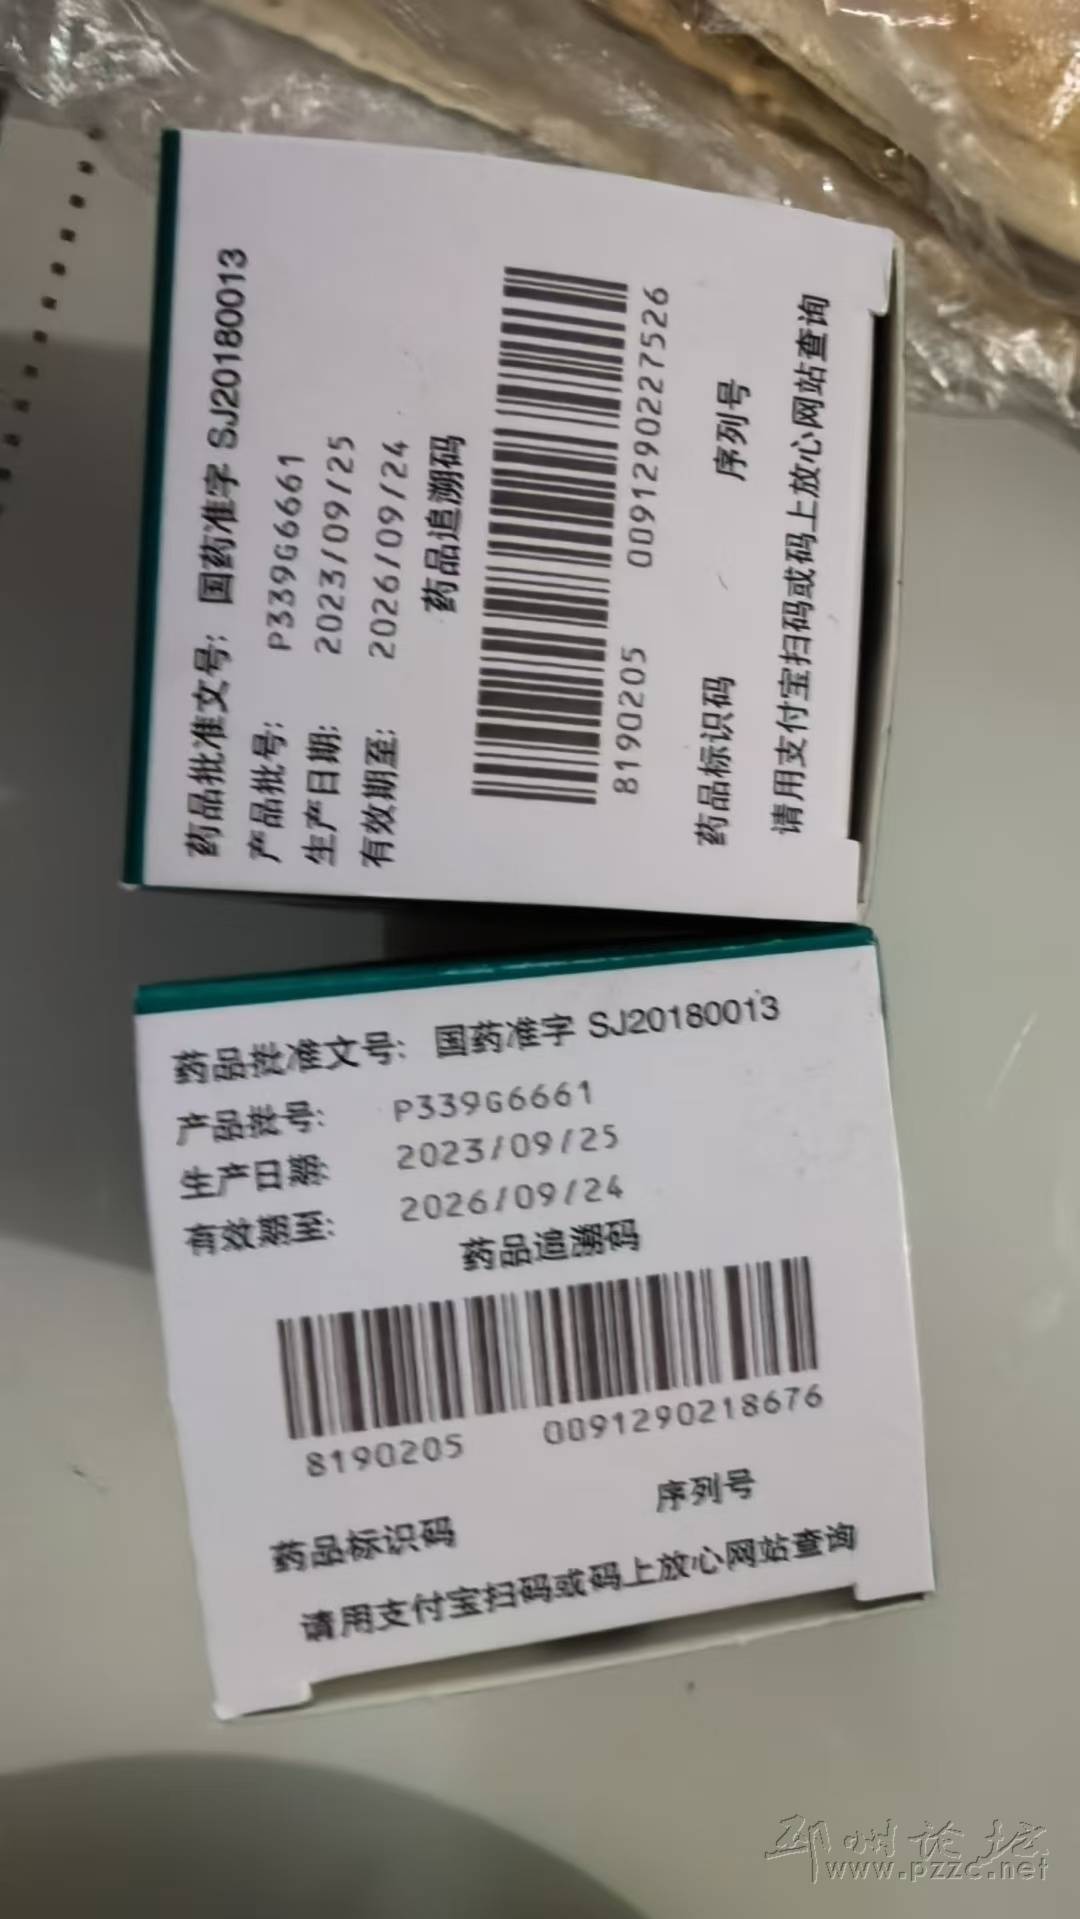 药品批准文号: 国药准字 SJ20180013
产品批号: P339G6661
生产日期: 2023/09/25
有效期至: 2026/09/24
药品追溯码
8190205 0091290227526
药品标识码 序列号
请用支付宝扫码或码上放心网站查询
药品批准文号: 国药准字 SJ20180013
产品批号: P339G6661
生产日期: 2023/09/25
有效期至: 2026/09/24
药品追溯码
8190205 0091290218676
药品标识码 序列号
请用支付宝扫码或码上放心网站查询
邳州论坛
www.pzzc.net